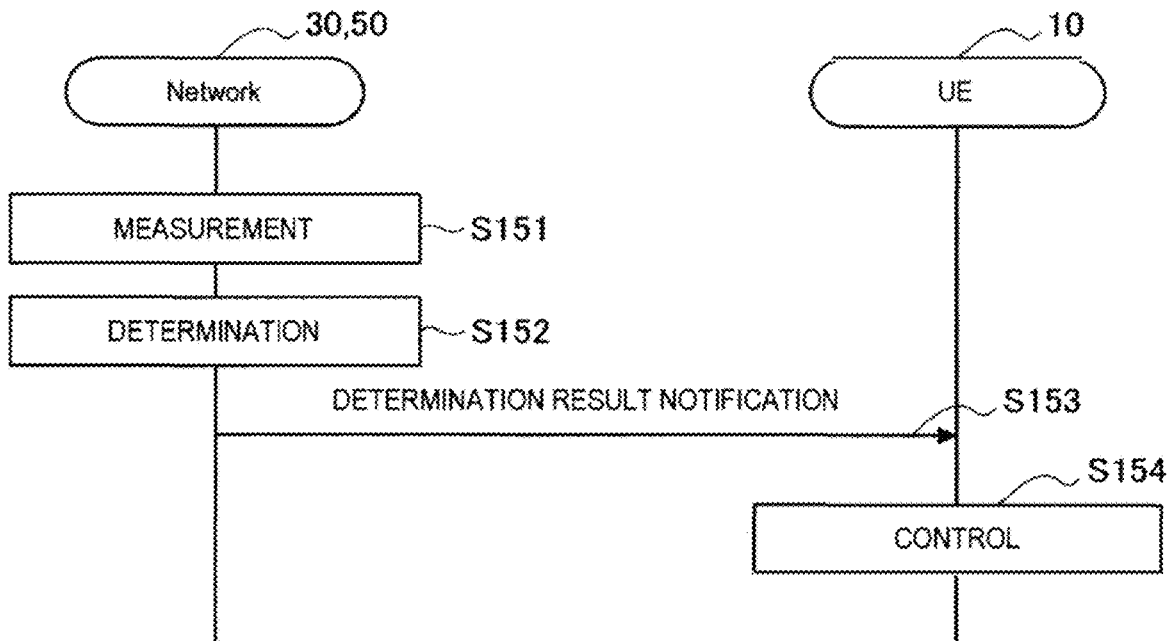 30,50
10
Network
UE
MEASUREMENT
S151
DETERMINATION
S152
DETERMINATION RESULT NOTIFICATION
S153
S154
CONTROL